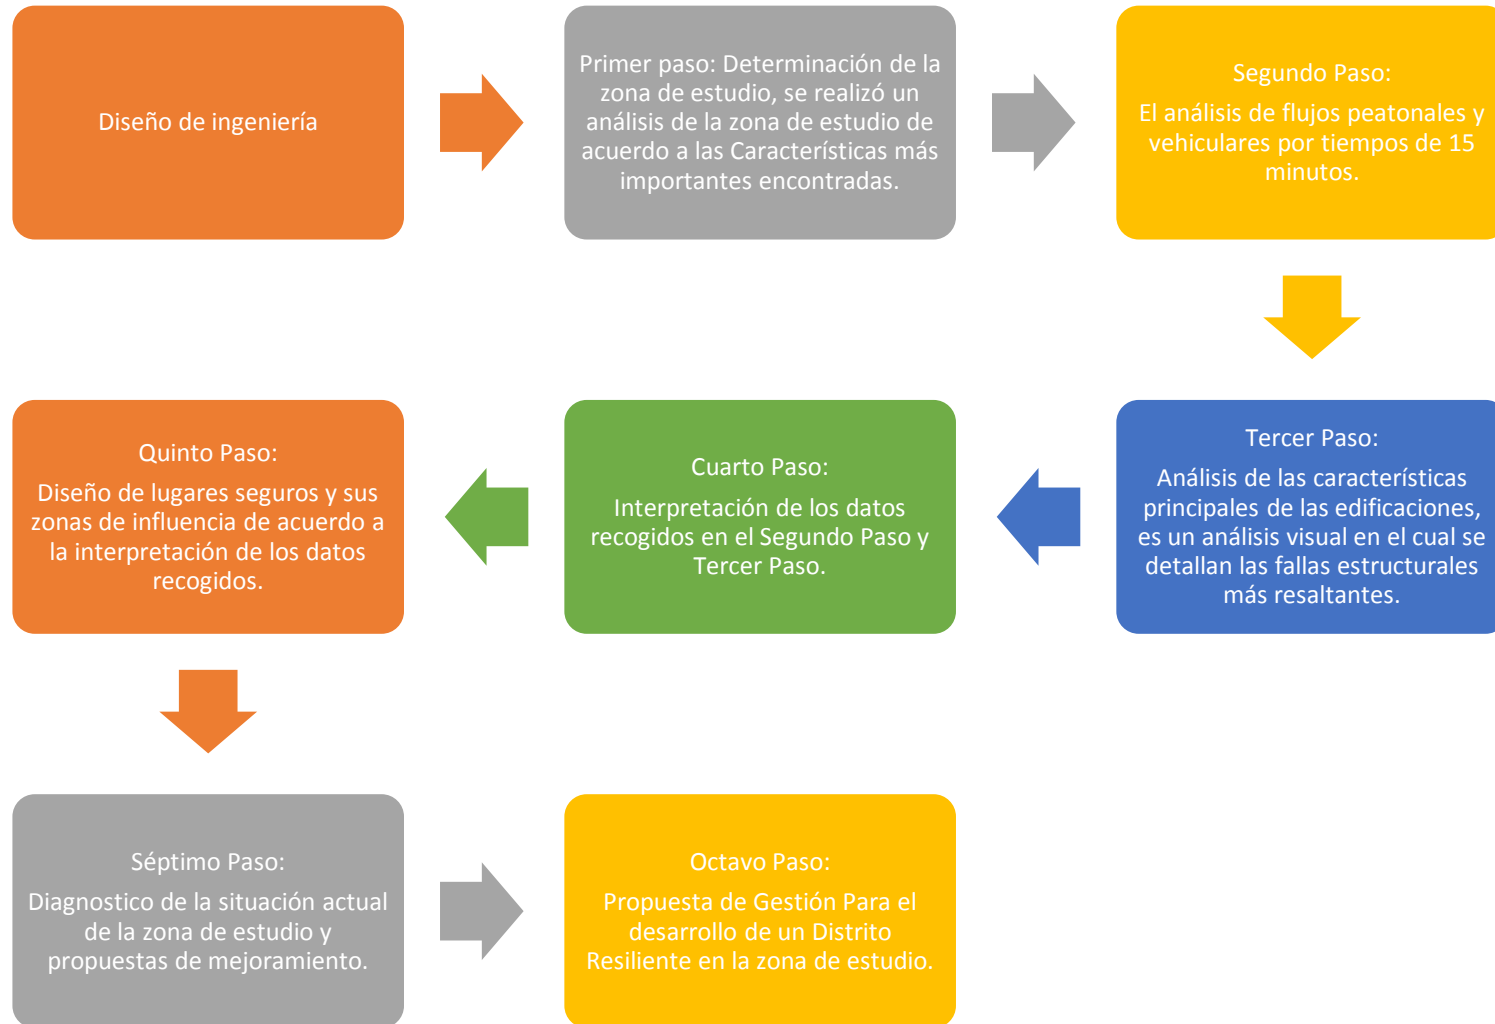 Diseño de ingeniería
Primer paso: Determinación de la
zona de estudio, se realizó un
análisis de la zona de estudio de
acuerdo a las Características más
importantes encontradas.
Segundo Paso:
El análisis de flujos peatonales y
vehiculares por tiempos de 15
minutos.
Tercer Paso:
Análisis de las características
principales de las edificaciones,
es un análisis visual en el cual se
detallan las fallas estructurales
más resaltantes.
Cuarto Paso:
Interpretación de los datos
recogidos en el Segundo Paso y
Tercer Paso.
Quinto Paso:
Diseño de lugares seguros y sus
zonas de influencia de acuerdo a
la interpretación de los datos
recogidos.
Séptimo Paso:
Diagnostico de la situación actual
de la zona de estudio y
propuestas de mejoramiento.
Octavo Paso:
Propuesta de Gestión Para el
desarrollo de un Distrito
Resiliente en la zona de estudio.